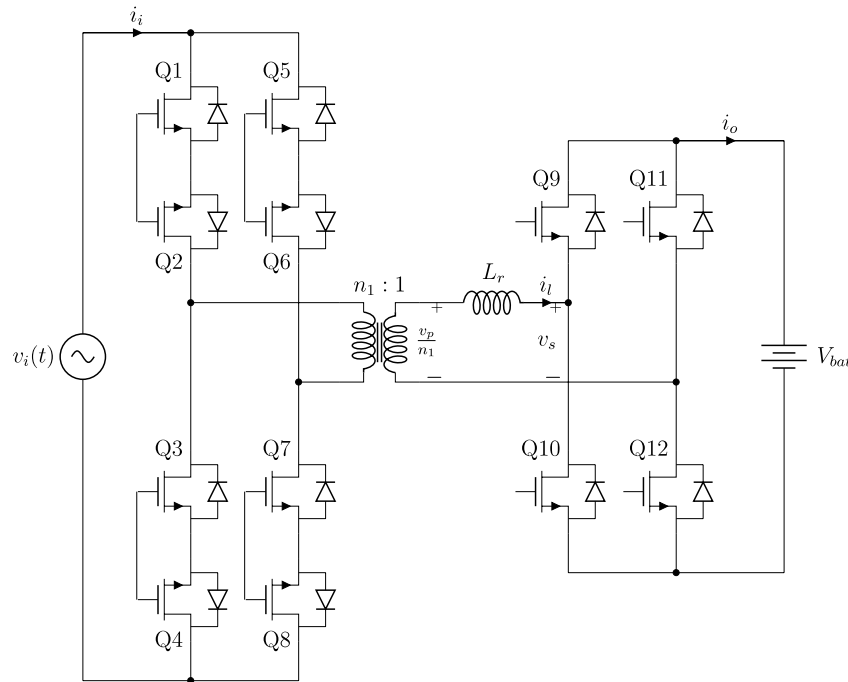 i_i
Q1
Q5
Q2
Q6
Q9
Q11
i_o
n_1 : 1
L_r
i_l
+
+
v_i(t)
v_p
n_1
v_s
V_bat
−
−
Q3
Q7
Q10
Q12
Q4
Q8